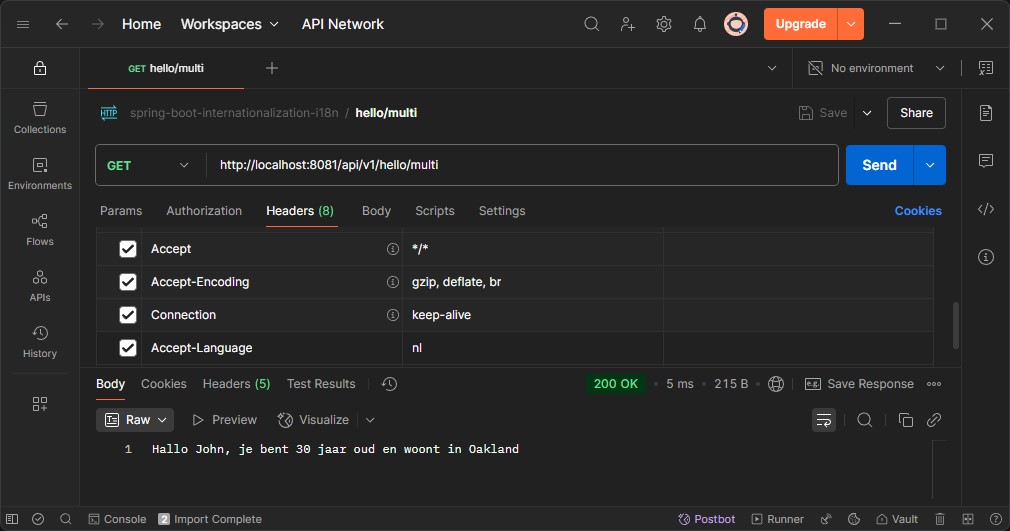 Home Workspaces API Network Upgrade
GET hello/multi No environment
HTTP spring-boot-internationalization-i18n / hello/multi Save Share
Collections
GET http://localhost:8081/api/v1/hello/multi Send
Environments
Params Authorization Headers (8) Body Scripts Settings Cookies
Flows
Accept */*
Accept-Encoding gzip, deflate, br
APIs
Connection keep-alive
Accept-Language nl
History
Body Cookies Headers (5) Test Results 200 OK • 5 ms • 215 B • e.g. Save Response
Raw Preview Visualize
1 Hallo John, je bent 30 jaar oud en woont in Oakland
Console 2 Import Complete Postbot Runner Vault